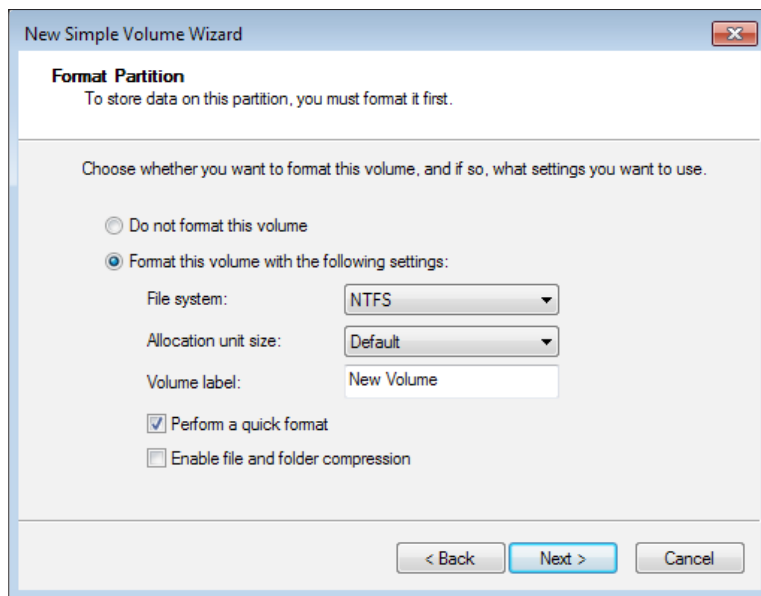 New Simple Volume Wizard
Format Partition
To store data on this partition, you must format it first.
Choose whether you want to format this volume, and if so, what settings you want to use.
Do not format this volume
Format this volume with the following settings:
File system: NTFS
Allocation unit size: Default
Volume label: New Volume
Perform a quick format
Enable file and folder compression
< Back Next > Cancel